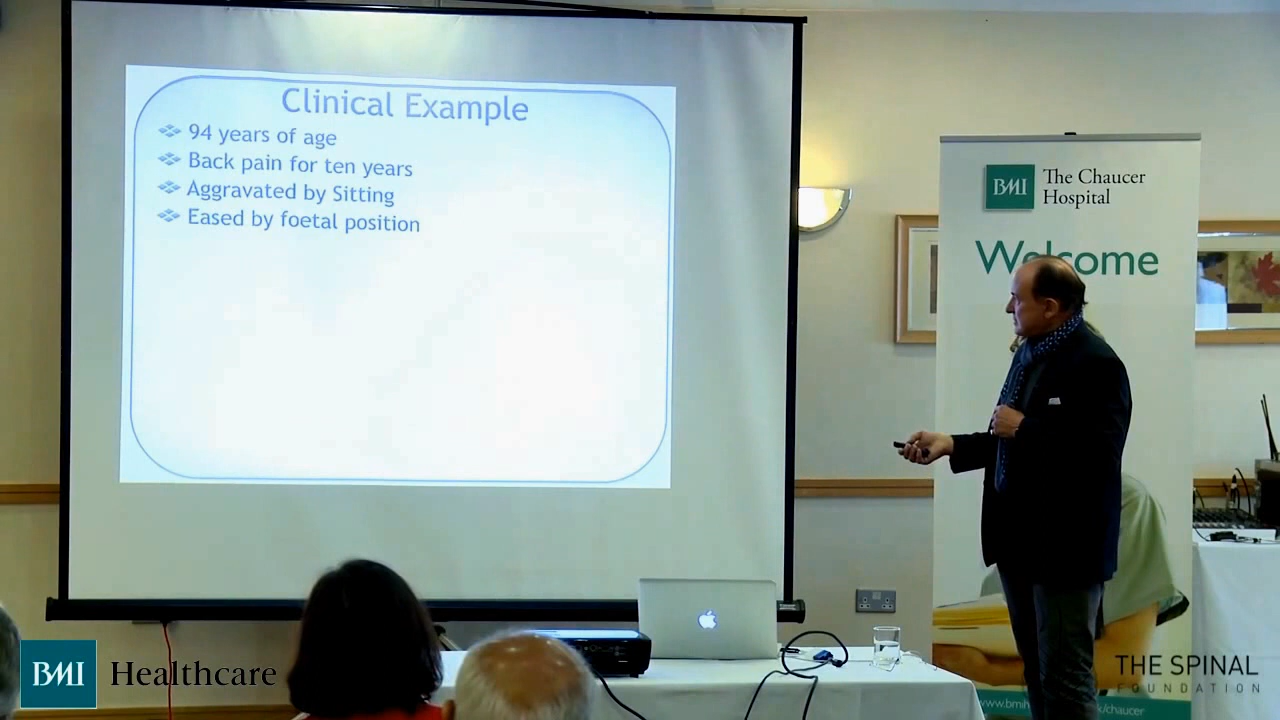 Clinical Example
94 years of age
Back pain for ten years
Aggravated by Sitting
Eased by foetal position
BMI The Chaucer
Hospital
Welcome
BMI Healthcare
THE SPINAL
FOUNDATION